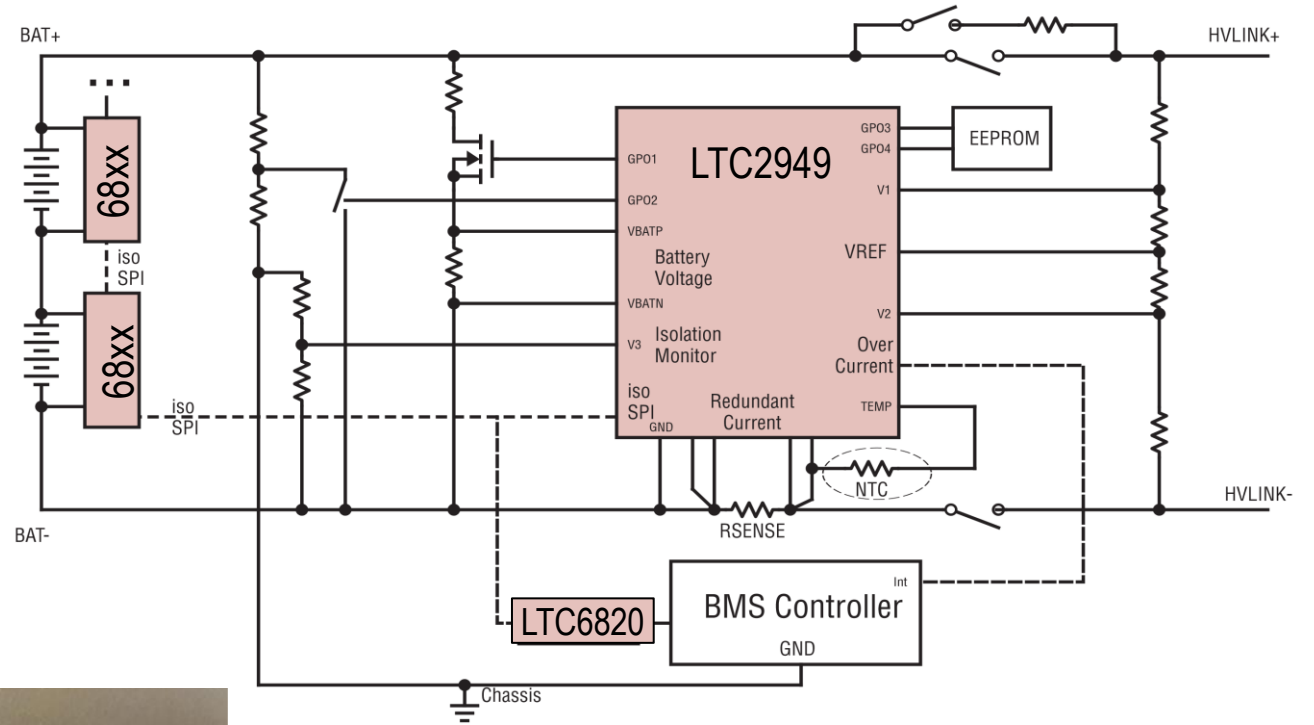 BAT+
HVLINK+
...
68xx
iso
SPI
68xx
iso
SPI
LTC2949
GPO1
GPO2
VBATP
Battery
Voltage
VBATN
V3
Isolation
Monitor
iso
SPI
GND
Redundant
Current
GPO3
GPO4
EEPROM
V1
VREF
V2
Over
Current
TEMP
NTC
RSENSE
BAT-
HVLINK-
LTC6820
BMS Controller
Int
GND
Chassis